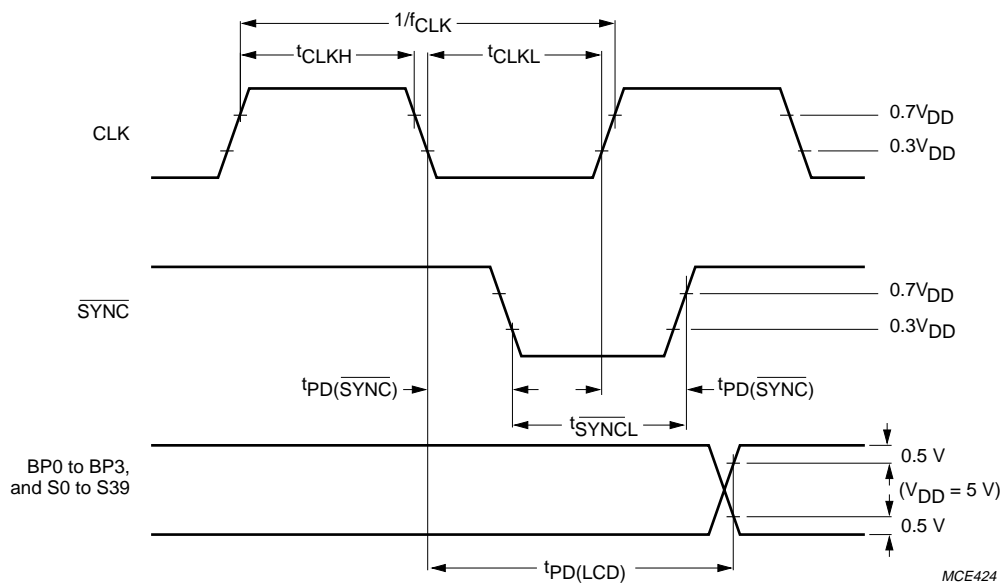 1/fCLK
tCLKH
tCLKL
CLK
0.7VDD
0.3VDD
SYNC
0.7VDD
0.3VDD
tPD(SYNC)
tPD(SYNC)
tSYNCL
BP0 to BP3,
and S0 to S39
0.5 V
(VDD = 5 V)
0.5 V
tPD(LCD)
MCE424